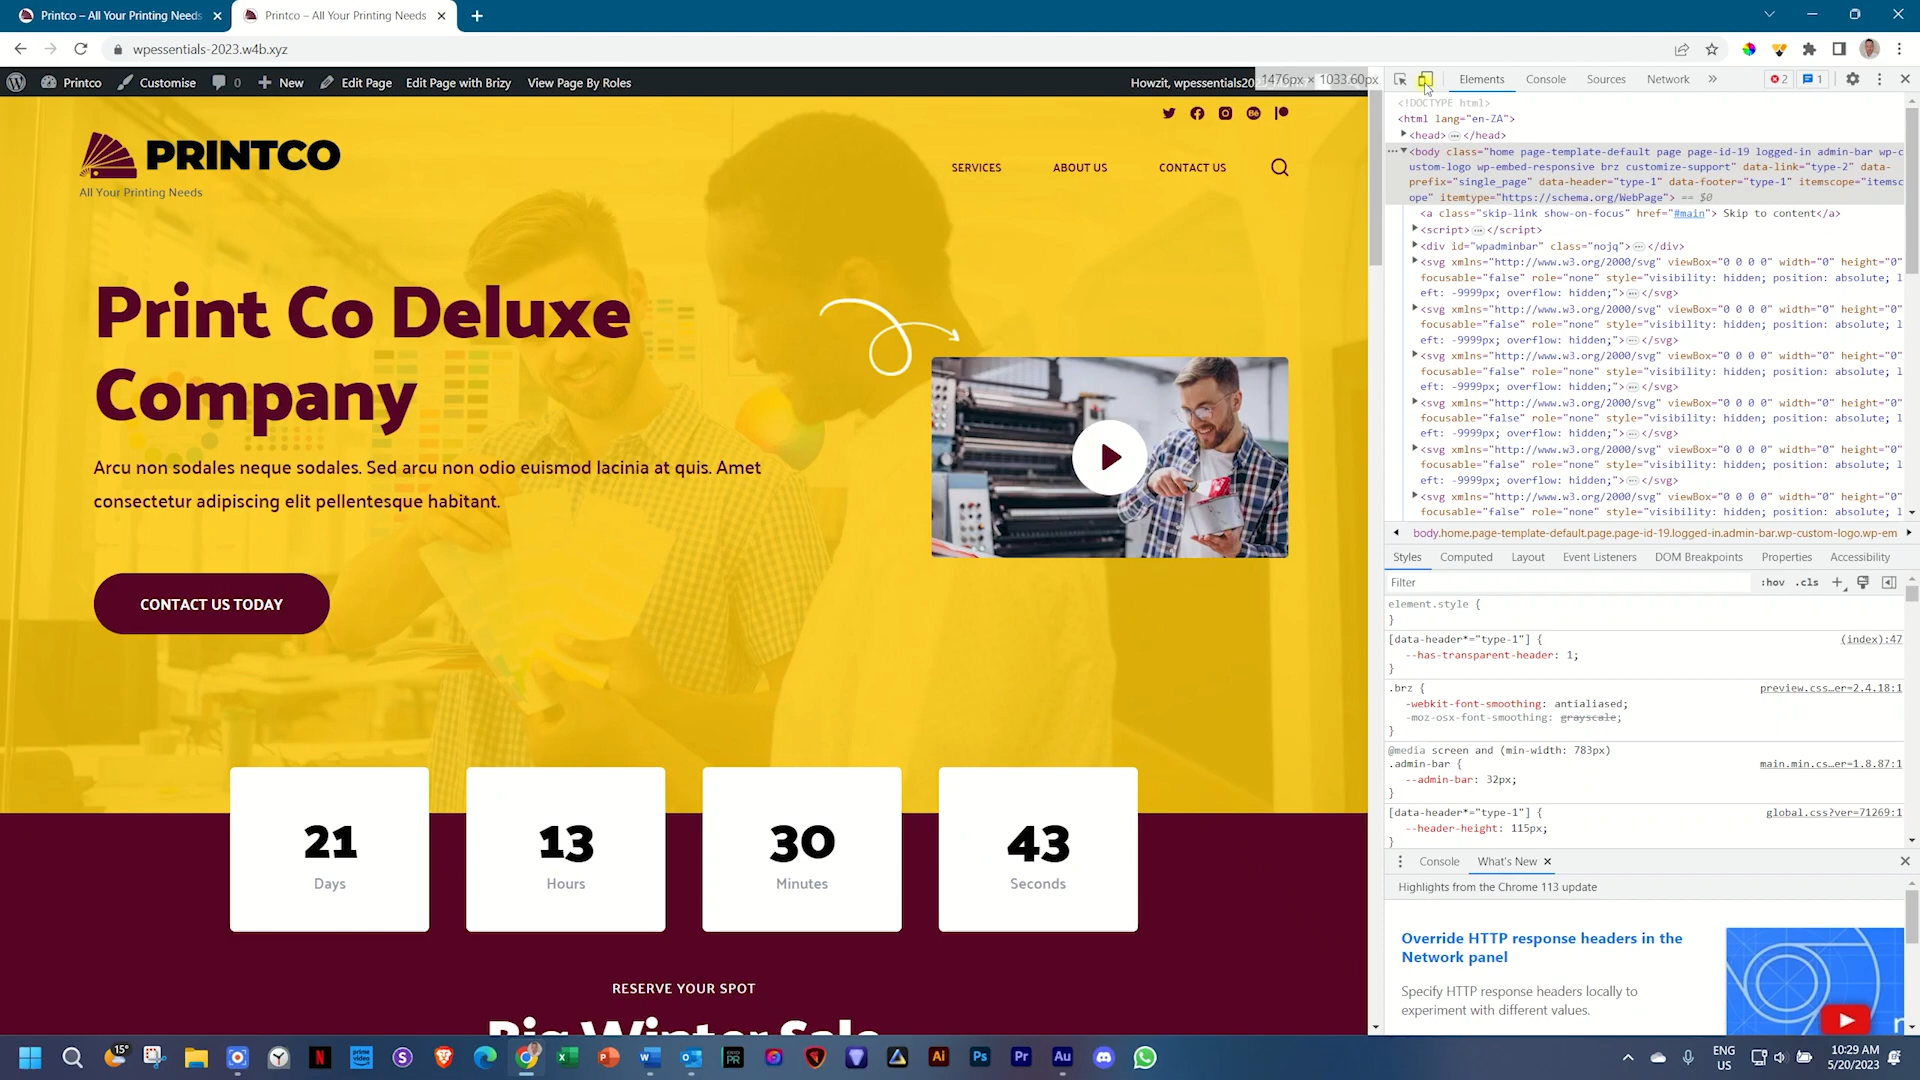 Printco – All Your Printing Needs
Printco – All Your Printing Needs
wpessentials-2023.w4b.xyz
Printco
Customise
0
New
Edit Page
Edit Page with Brizy
View Page By Roles
Howzit, wpessentials202
1476px × 1033.60px
Elements
Console
Sources
Network
2
1
PRINTCO
All Your Printing Needs
SERVICES
ABOUT US
CONTACT US
Print Co Deluxe
Company
Arcu non sodales neque sodales. Sed arcu non odio euismod lacinia at quis. Amet
consectetur adipiscing elit pellentesque habitant.
CONTACT US TODAY
21
Days
13
Hours
30
Minutes
43
Seconds
RESERVE YOUR SPOT
Big Winter Sale
<!DOCTYPE html>
<html lang="en-ZA">
<head> … </head>
<body class="home page-template-default page page-id-19 logged-in admin-bar wp-c
ustom-logo wp-embed-responsive brz customize-support" data-link="type-2" data-
prefix="single_page" data-header="type-1" data-footer="type-1" itemscope="itemsc
ope" itemtype="https://schema.org/WebPage"> == $0
<a class="skip-link show-on-focus" href="#main"> Skip to content</a>
<script> … </script>
<div id="wpadminbar" class="nojq"> … </div>
<svg xmlns="http://www.w3.org/2000/svg" viewBox="0 0 0 0" width="0" height="0"
focusable="false" role="none" style="visibility: hidden; position: absolute; l
eft: -9999px; overflow: hidden;"> … </svg>
<svg xmlns="http://www.w3.org/2000/svg" viewBox="0 0 0 0" width="0" height="0"
focusable="false" role="none" style="visibility: hidden; position: absolute; l
eft: -9999px; overflow: hidden;"> … </svg>
<svg xmlns="http://www.w3.org/2000/svg" viewBox="0 0 0 0" width="0" height="0"
focusable="false" role="none" style="visibility: hidden; position: absolute; l
eft: -9999px; overflow: hidden;"> … </svg>
<svg xmlns="http://www.w3.org/2000/svg" viewBox="0 0 0 0" width="0" height="0"
focusable="false" role="none" style="visibility: hidden; position: absolute; l
eft: -9999px; overflow: hidden;"> … </svg>
<svg xmlns="http://www.w3.org/2000/svg" viewBox="0 0 0 0" width="0" height="0"
focusable="false" role="none" style="visibility: hidden; position: absolute; l
eft: -9999px; overflow: hidden;"> … </svg>
<svg xmlns="http://www.w3.org/2000/svg" viewBox="0 0 0 0" width="0" height="0"
focusable="false" role="none" style="visibility: hidden; position: absolute; l
body.home.page-template-default.page.page-id-19.logged-in.admin-bar.wp-custom-logo.wp-em
Styles
Computed
Layout
Event Listeners
DOM Breakpoints
Properties
Accessibility
Filter
:hov
.cls
element.style {
}
[data-header*="type-1"] { (index):47
--has-transparent-header: 1;
}
.brz { preview.css…er=2.4.18:1
-webkit-font-smoothing: antialiased;
-moz-osx-font-smoothing: grayscale;
}
@media screen and (min-width: 783px)
.admin-bar { main.min.cs…er=1.8.87:1
--admin-bar: 32px;
}
[data-header*="type-1"] { global.css?ver=71269:1
--header-height: 115px;
}
Console
What's New
Highlights from the Chrome 113 update
Override HTTP response headers in the
Network panel
Specify HTTP response headers locally to
experiment with different values.
15°
ENG
US
10:29 AM
5/20/2023